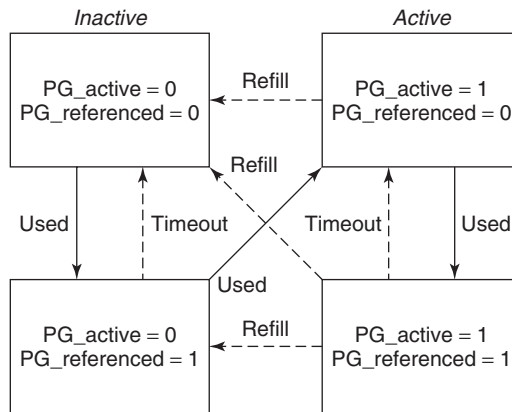 Inactive
Active
PG_active = 0
PG_referenced = 0
Refill
PG_active = 1
PG_referenced = 0
Refill
Used
Timeout
Timeout
Used
Used
PG_active = 0
PG_referenced = 1
Refill
PG_active = 1
PG_referenced = 1